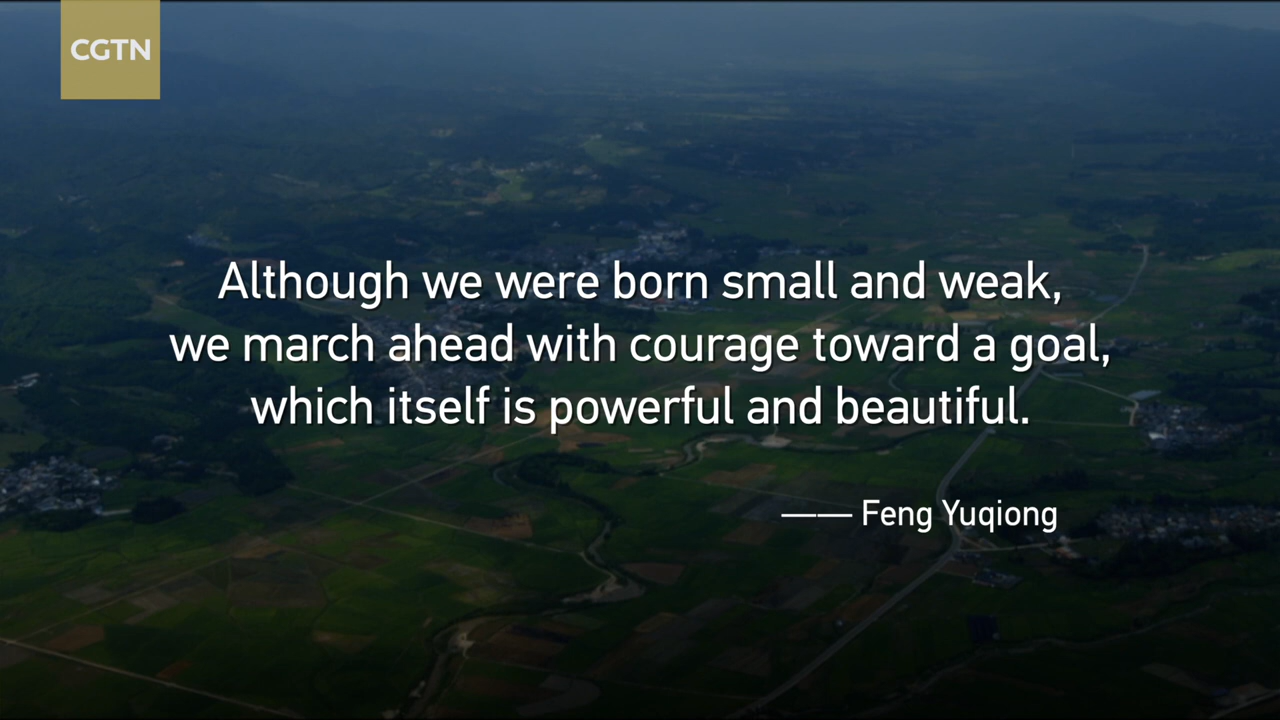 CGTN
Although we were born small and weak,
we march ahead with courage toward a goal,
which itself is powerful and beautiful.
—— Feng Yuqiong